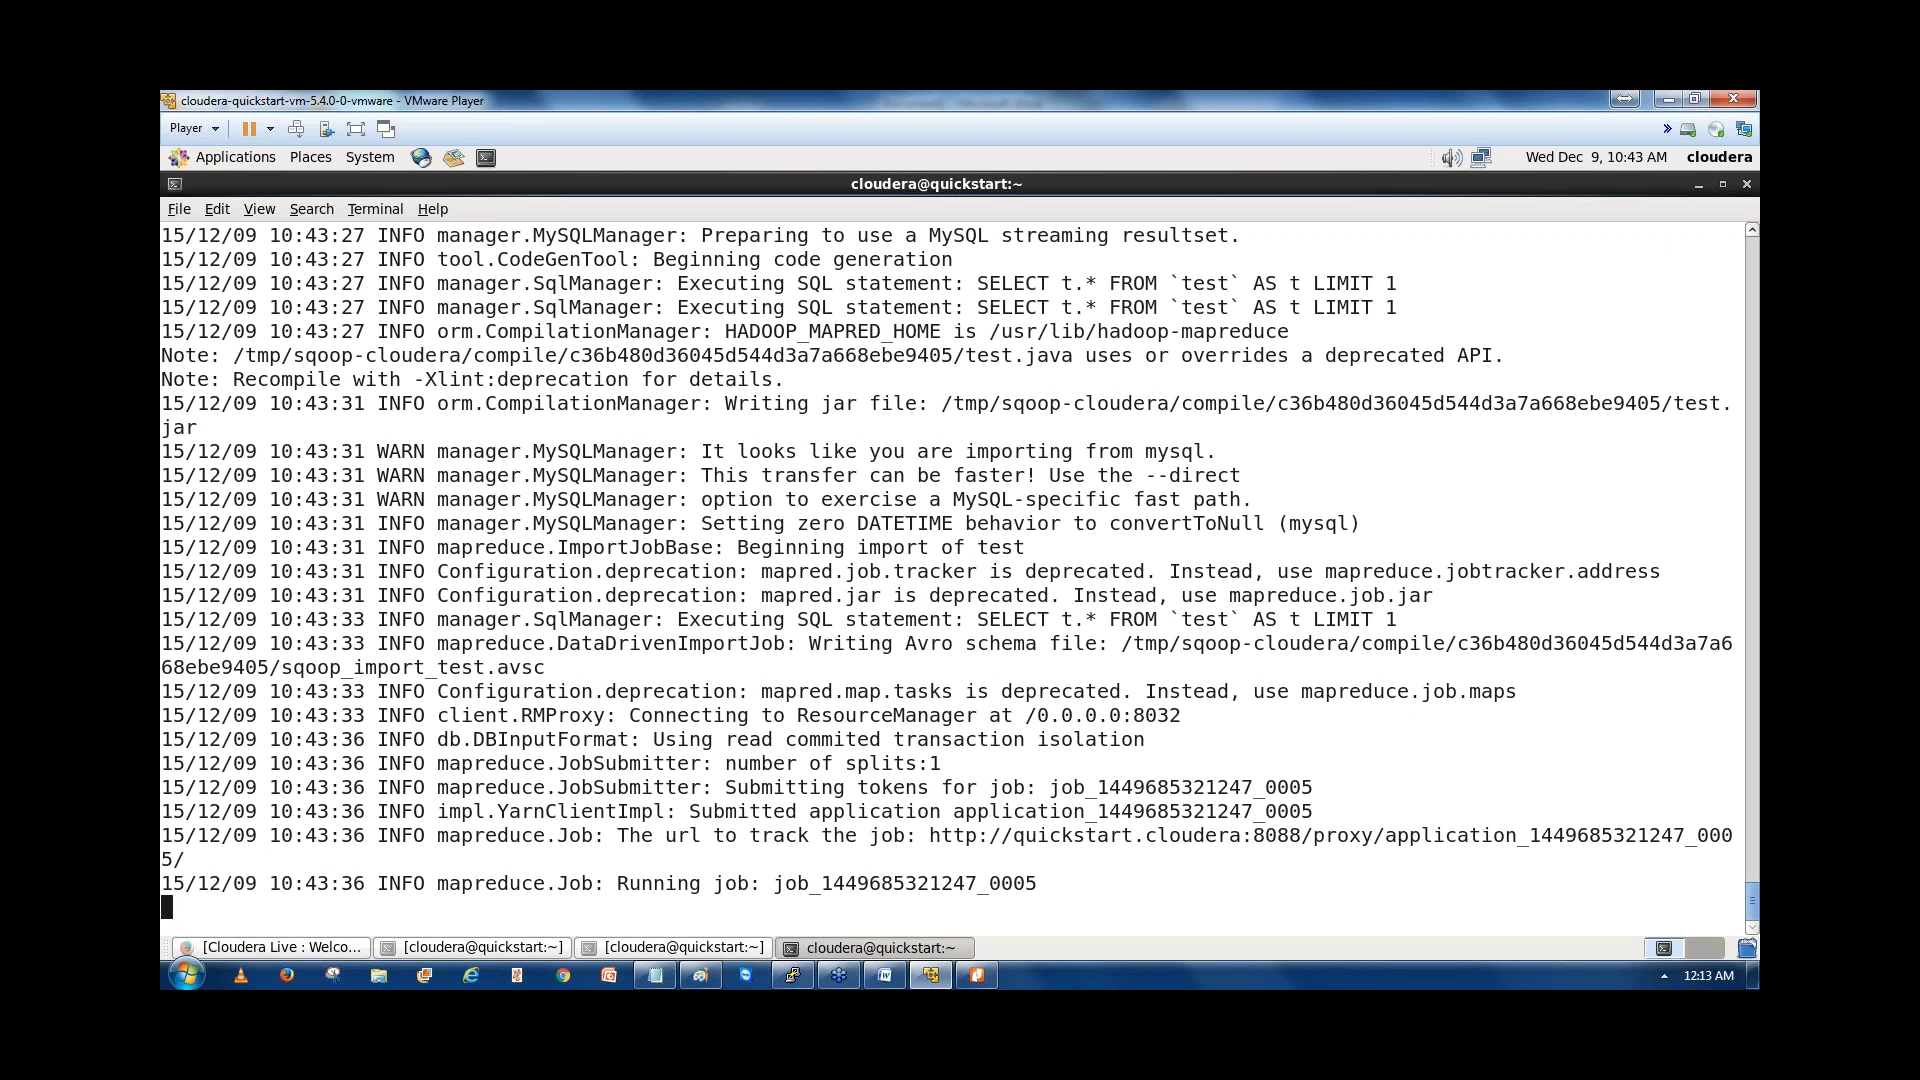 cloudera-quickstart-vm-5.4.0-0-vmware - VMware Player
Player
Applications Places System Wed Dec 9, 10:43 AM cloudera
cloudera@quickstart:~
File Edit View Search Terminal Help
15/12/09 10:43:27 INFO manager.MySQLManager: Preparing to use a MySQL streaming resultset.
15/12/09 10:43:27 INFO tool.CodeGenTool: Beginning code generation
15/12/09 10:43:27 INFO manager.SqlManager: Executing SQL statement: SELECT t.* FROM `test` AS t LIMIT 1
15/12/09 10:43:27 INFO manager.SqlManager: Executing SQL statement: SELECT t.* FROM `test` AS t LIMIT 1
15/12/09 10:43:27 INFO orm.CompilationManager: HADOOP_MAPRED_HOME is /usr/lib/hadoop-mapreduce
Note: /tmp/sqoop-cloudera/compile/c36b480d36045d544d3a7a668ebe9405/test.java uses or overrides a deprecated API.
Note: Recompile with -Xlint:deprecation for details.
15/12/09 10:43:31 INFO orm.CompilationManager: Writing jar file: /tmp/sqoop-cloudera/compile/c36b480d36045d544d3a7a668ebe9405/test.
jar
15/12/09 10:43:31 WARN manager.MySQLManager: It looks like you are importing from mysql.
15/12/09 10:43:31 WARN manager.MySQLManager: This transfer can be faster! Use the --direct
15/12/09 10:43:31 WARN manager.MySQLManager: option to exercise a MySQL-specific fast path.
15/12/09 10:43:31 INFO manager.MySQLManager: Setting zero DATETIME behavior to convertToNull (mysql)
15/12/09 10:43:31 INFO mapreduce.ImportJobBase: Beginning import of test
15/12/09 10:43:31 INFO Configuration.deprecation: mapred.job.tracker is deprecated. Instead, use mapreduce.jobtracker.address
15/12/09 10:43:31 INFO Configuration.deprecation: mapred.jar is deprecated. Instead, use mapreduce.job.jar
15/12/09 10:43:33 INFO manager.SqlManager: Executing SQL statement: SELECT t.* FROM `test` AS t LIMIT 1
15/12/09 10:43:33 INFO mapreduce.DataDrivenImportJob: Writing Avro schema file: /tmp/sqoop-cloudera/compile/c36b480d36045d544d3a7a6
68ebe9405/sqoop_import_test.avsc
15/12/09 10:43:33 INFO Configuration.deprecation: mapred.map.tasks is deprecated. Instead, use mapreduce.job.maps
15/12/09 10:43:33 INFO client.RMProxy: Connecting to ResourceManager at /0.0.0.0:8032
15/12/09 10:43:36 INFO db.DBInputFormat: Using read commited transaction isolation
15/12/09 10:43:36 INFO mapreduce.JobSubmitter: number of splits:1
15/12/09 10:43:36 INFO mapreduce.JobSubmitter: Submitting tokens for job: job_1449685321247_0005
15/12/09 10:43:36 INFO impl.YarnClientImpl: Submitted application application_1449685321247_0005
15/12/09 10:43:36 INFO mapreduce.Job: The url to track the job: http://quickstart.cloudera:8088/proxy/application_1449685321247_000
5/
15/12/09 10:43:36 INFO mapreduce.Job: Running job: job_1449685321247_0005
[Cloudera Live : Welco... [cloudera@quickstart:~] [cloudera@quickstart:~] cloudera@quickstart:~
12:13 AM